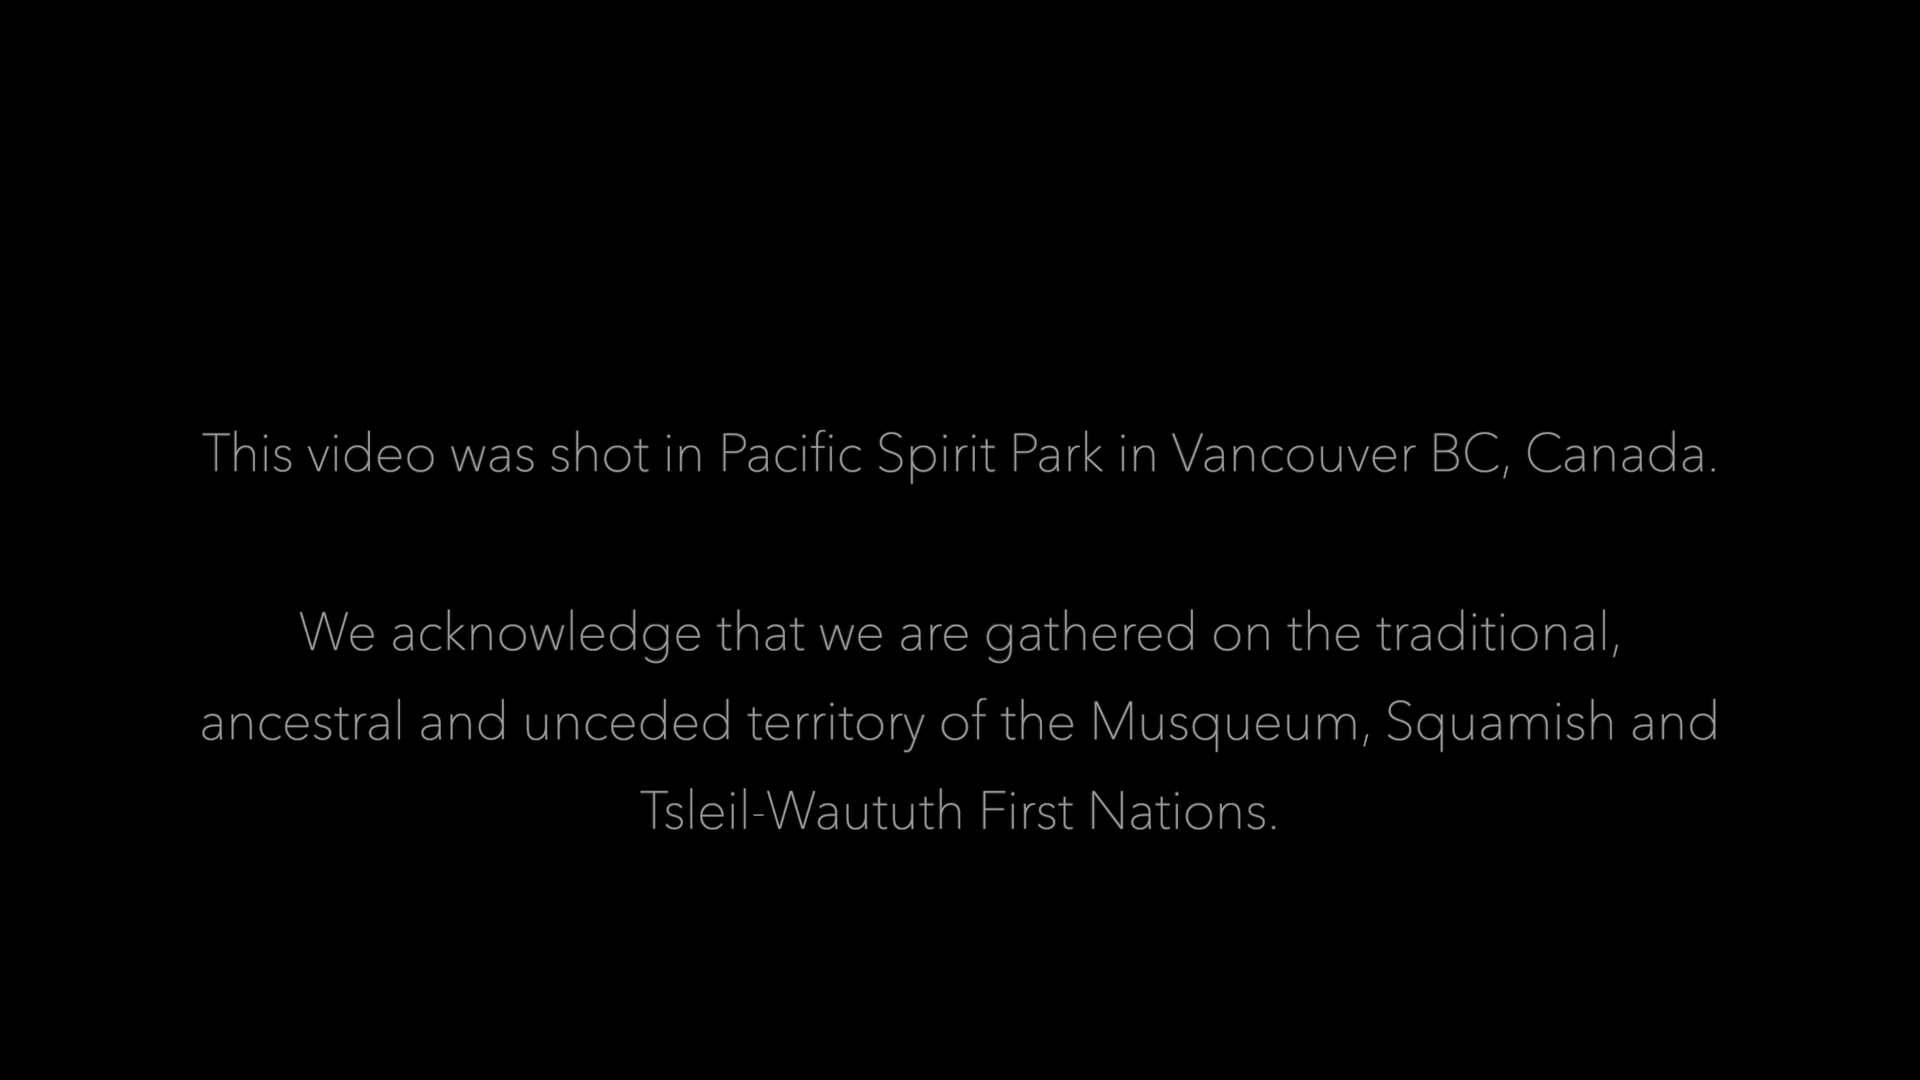 This video was shot in Pacific Spirit Park in Vancouver BC, Canada.
We acknowledge that we are gathered on the traditional,
ancestral and unceded territory of the Musqueum, Squamish and
Tsleil-Waututh First Nations.